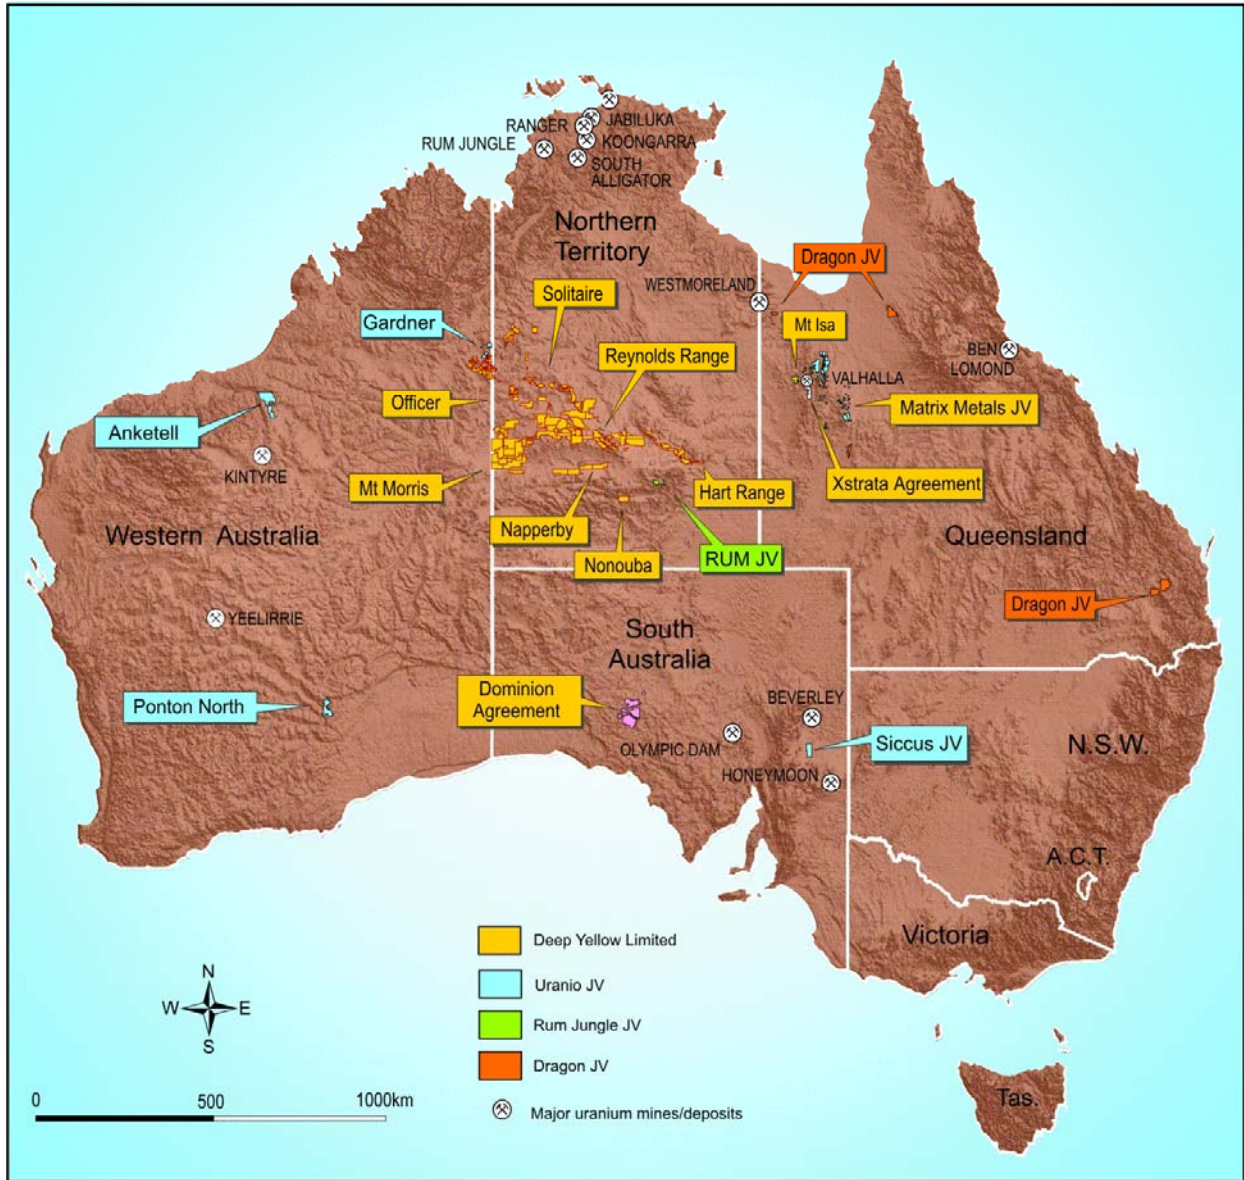 JABILUKA
RANGER
KOONGARRA
RUM JUNGLE
SOUTH
ALLIGATOR
Northern
Territory
Dragon JV
WESTMORELAND
Solitaire
Mt Isa
Gardner
BEN
LOMOND
Reynolds Range
VALHALLA
Officer
Matrix Metals JV
Anketell
KINTYRE
Mt Morris
Hart Range
Xstrata Agreement
Napperby
Western Australia
Queensland
Nonouba
RUM JV
Dragon JV
YEELIRRIE
South
Australia
Dominion
Agreement
BEVERLEY
Ponton North
OLYMPIC DAM
Siccus JV
N.S.W.
HONEYMOON
A.C.T.
Victoria
Deep Yellow Limited
N
Uranio JV
W
E
Rum Jungle JV
S
Dragon JV
0
500
1000km
Major uranium mines/deposits
Tas.